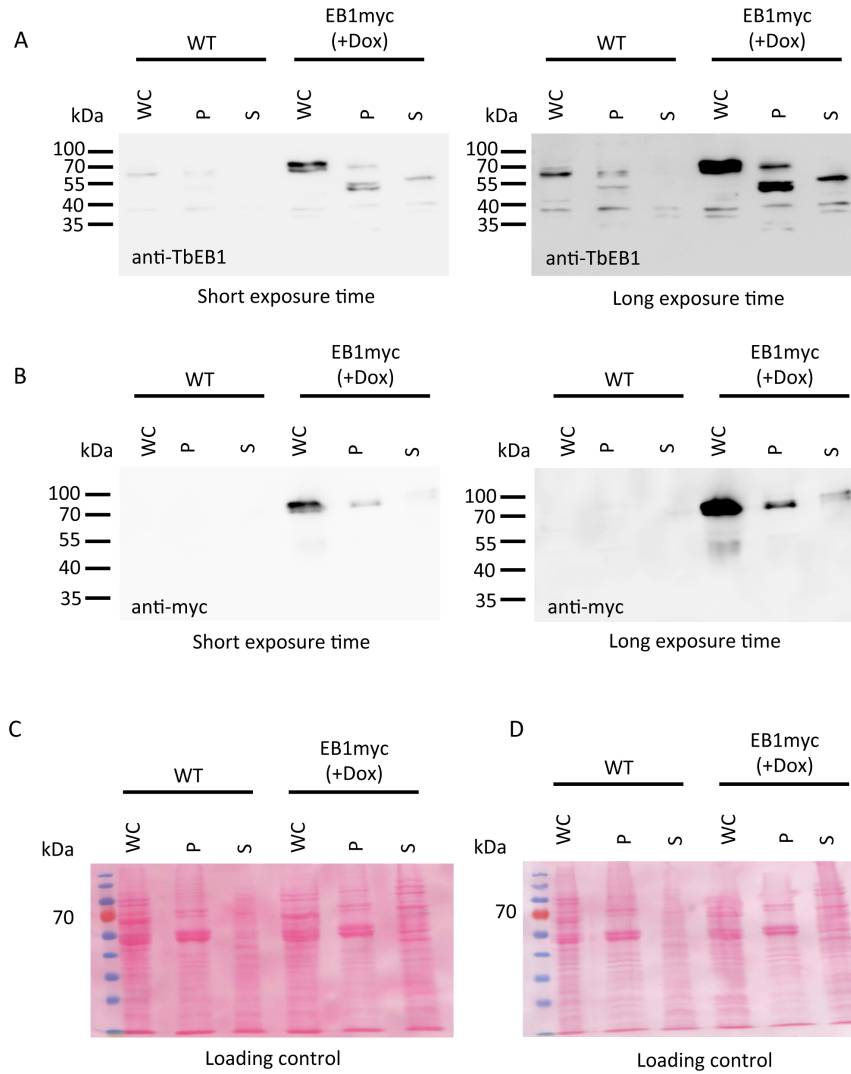 A
WT
EB1myc
(+Dox)
WT
EB1myc
(+Dox)
kDa
WC
P
S
WC
P
S
kDa
WC
P
S
WC
P
S
100
70
55
40
35
100
70
55
40
35
anti-TbEB1
anti-TbEB1
Short exposure time
Long exposure time
B
WT
EB1myc
(+Dox)
WT
EB1myc
(+Dox)
kDa
WC
P
S
WC
P
S
kDa
WC
P
S
WC
P
S
100
70
55
40
35
100
70
55
40
35
anti-myc
anti-myc
Short exposure time
Long exposure time
C
WT
EB1myc
(+Dox)
D
WT
EB1myc
(+Dox)
kDa
WC
P
S
WC
P
S
kDa
WC
P
S
WC
P
S
70
70
Loading control
Loading control